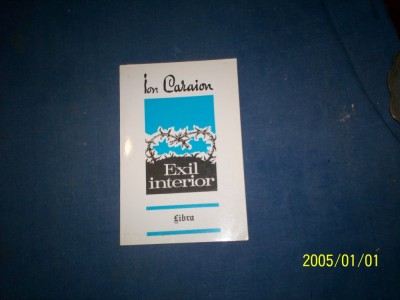 Ion Caraion
Exil
interior
Libra
2005/01/01